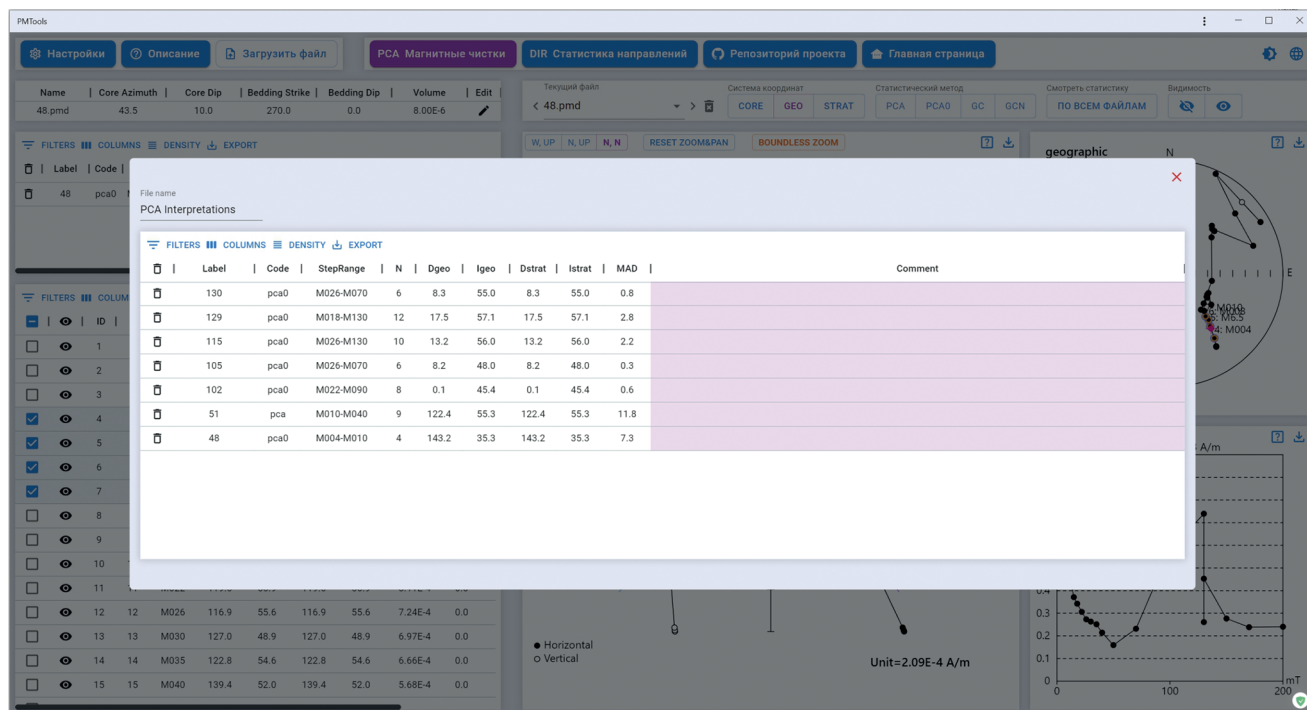 PMTools
Настройки Описание Загрузить файл PCA Магнитные чистки DIR Статистика направлений Репозиторий проекта Главная страница
Name Core Azimuth Core Dip Bedding Strike Bedding Dip Volume Edit
48.pmd 43.5 10.0 270.0 0.0 8.00E-6
Текущий файл Система координат Статистический метод Смотреть статистику Видимость
48.pmd CORE GEO STRAT PCA PCA0 GC GCN ПО ВСЕМ ФАЙЛАМ
FILTERS COLUMNS DENSITY EXPORT
W, UP N, UP N, N RESET ZOOM&PAN BOUNDLESS ZOOM
geographic N
Label Code
48 pca0
File name
PCA Interpretations
FILTERS COLUMNS DENSITY EXPORT
Label Code StepRange N Dgeo Igeo Dstrat Istrat MAD Comment
130 pca0 M026-M070 6 8.3 55.0 8.3 55.0 0.8
129 pca0 M018-M130 12 17.5 57.1 17.5 57.1 2.8
115 pca0 M026-M130 10 13.2 56.0 13.2 56.0 2.2
105 pca0 M026-M070 6 8.2 48.0 8.2 48.0 0.3
102 pca0 M022-M090 8 0.1 45.4 0.1 45.4 0.6
51 pca M010-M040 9 122.4 55.3 122.4 55.3 11.8
48 pca0 M004-M010 4 143.2 35.3 143.2 35.3 7.3
E
4: M004
FILTERS COLUM
ID
1
2
3
4
5
6
7
8
9
10
11
12 12 M026 116.9 55.6 116.9 55.6 7.24E-4 0.0
13 13 M030 127.0 48.9 127.0 48.9 6.97E-4 0.0
14 14 M035 122.8 54.6 122.8 54.6 6.66E-4 0.0
15 15 M040 139.4 52.0 139.4 52.0 5.68E-4 0.0
Horizontal
Vertical
Unit=2.09E-4 A/m
A/m
0.3
0.2
0.1
0
0 100 200 mT